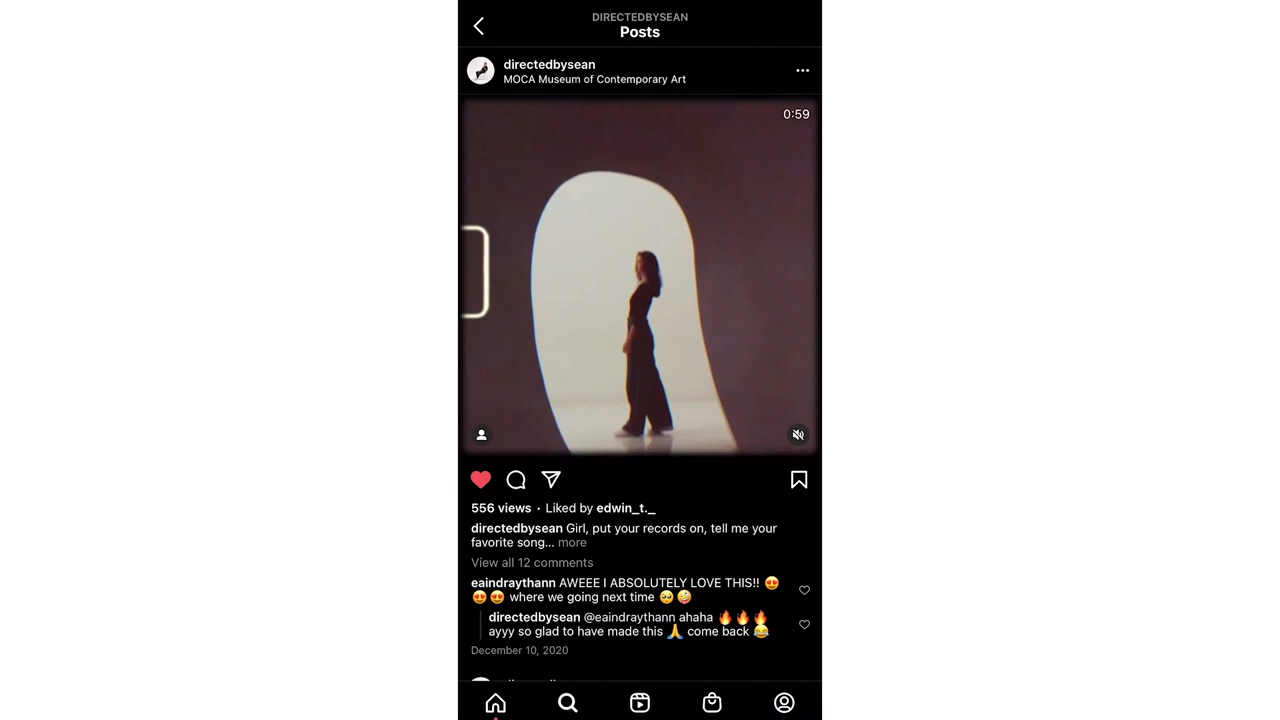 DIRECTEDBYSEAN
Posts
directedbysean
MOCA Museum of Contemporary Art
0:59
556 views · Liked by edwin_t._
directedbysean Girl, put your records on, tell me your
favorite song... more
View all 12 comments
eaindraythann AWEEE I ABSOLUTELY LOVE THIS!! 😍
😍😍 where we going next time 🥺🤪
directedbysean @eaindraythann ahaha 🔥🔥🔥
ayyy so glad to have made this 🙏 come back 😂
December 10, 2020